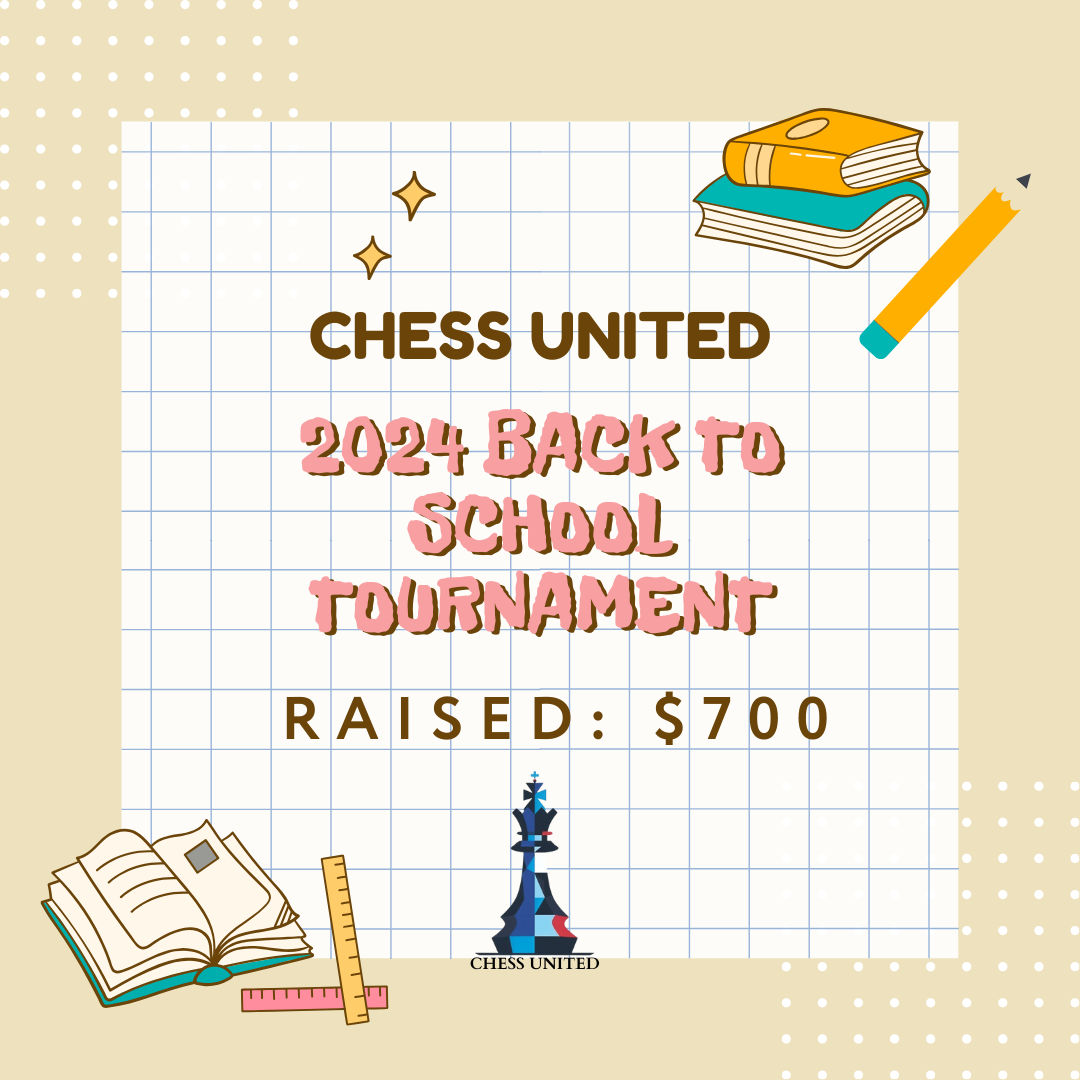 CHESS UNITED
2024 BACK TO
SCHOOL
TOURNAMENT
RAISED: $700
CHESS UNITED